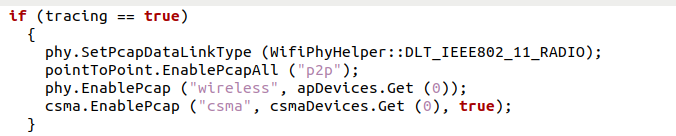 if (tracing == true)
  {
    phy.SetPcapDataLinkType (WifiPhyHelper::DLT_IEEE802_11_RADIO);
    pointToPoint.EnablePcapAll ("p2p");
    phy.EnablePcap ("wireless", apDevices.Get (0));
    csma.EnablePcap ("csma", csmaDevices.Get (0), true);
  }